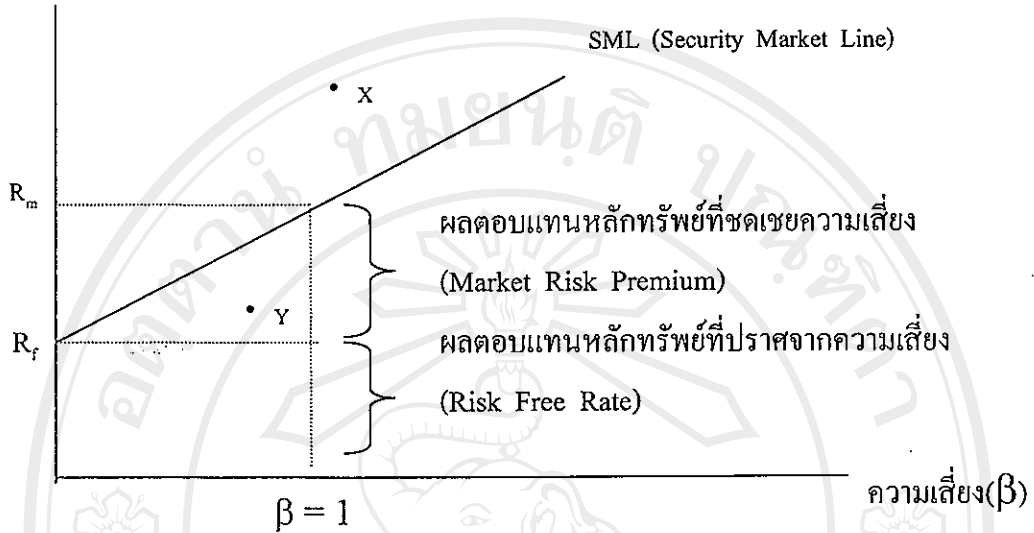 SML (Security Market Line)
X
R_m
ผลตอบแทนหลักทรัพย์ที่ชดเชยความเสี่ยง
(Market Risk Premium)
Y
R_f
ผลตอบแทนหลักทรัพย์ที่ปราศจากความเสี่ยง
(Risk Free Rate)
ความเสี่ยง(β)
β = 1